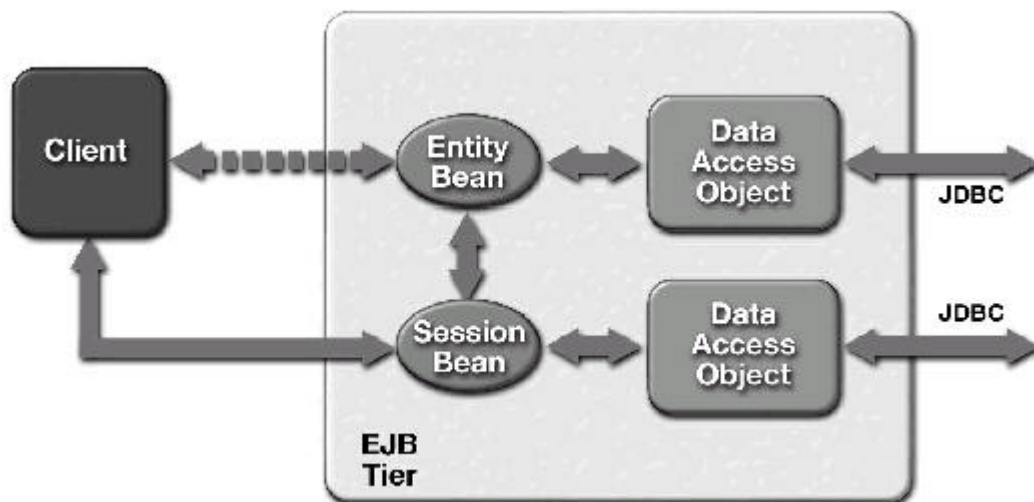 Client
Entity
Bean
Data
Access
Object
JDBC
Session
Bean
Data
Access
Object
JDBC
EJB
Tier